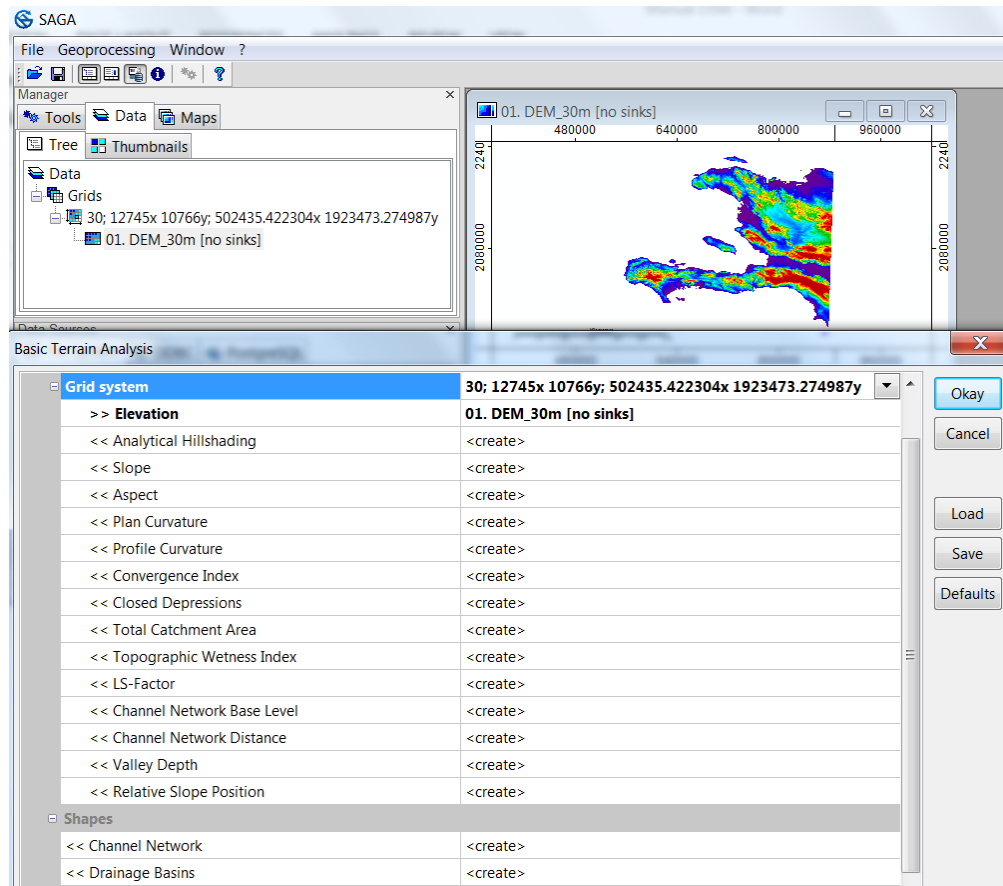 SAGA
File Geoprocessing Window ?
Manager
Tools Data Maps
Tree Thumbnails
Data
Grids
30; 12745x 10766y; 502435.422304x 1923473.274987y
01. DEM_30m [no sinks]
01. DEM_30m [no sinks]
480000 640000 800000 960000
2240
2080000
2240
2080000
Data Sources
Basic Terrain Analysis
Grid system 30; 12745x 10766y; 502435.422304x 1923473.274987y
>> Elevation 01. DEM_30m [no sinks]
<< Analytical Hillshading <create>
<< Slope <create>
<< Aspect <create>
<< Plan Curvature <create>
<< Profile Curvature <create>
<< Convergence Index <create>
<< Closed Depressions <create>
<< Total Catchment Area <create>
<< Topographic Wetness Index <create>
<< LS-Factor <create>
<< Channel Network Base Level <create>
<< Channel Network Distance <create>
<< Valley Depth <create>
<< Relative Slope Position <create>
Shapes
<< Channel Network <create>
<< Drainage Basins <create>
Okay
Cancel
Load
Save
Defaults